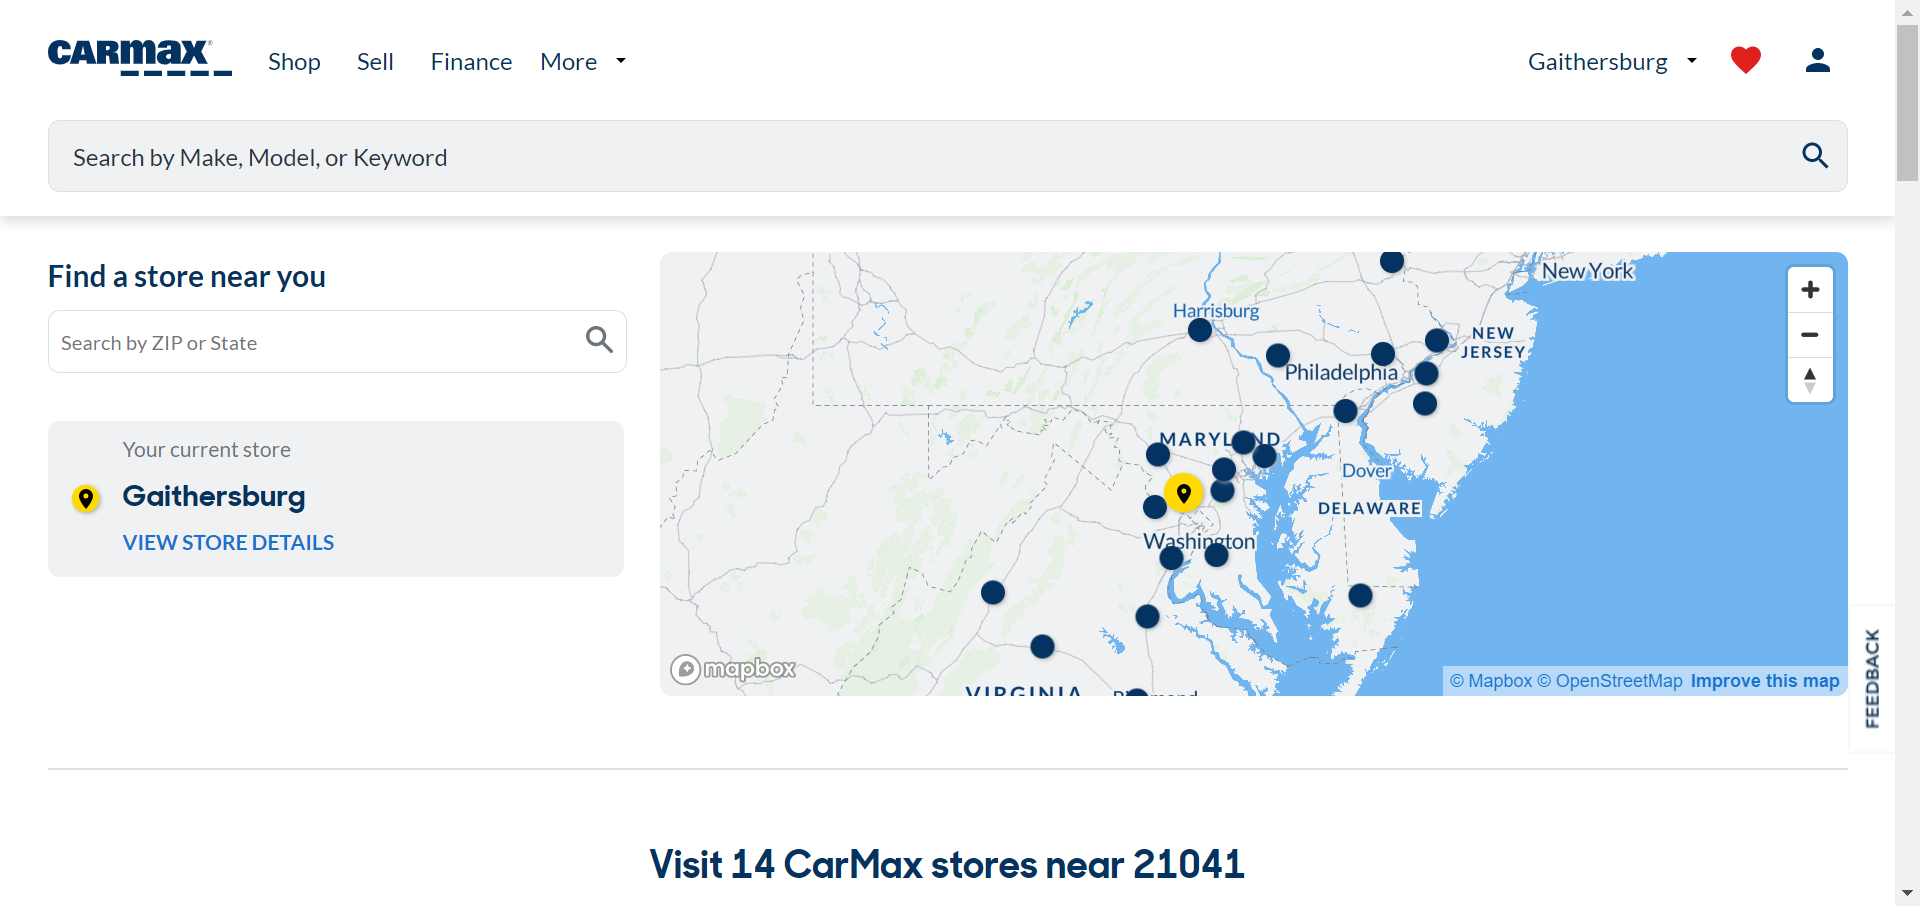 CARMAX
Shop
Sell
Finance
More
Gaithersburg
Search by Make, Model, or Keyword
Find a store near you
Search by ZIP or State
Your current store
Gaithersburg
VIEW STORE DETAILS
New York
Harrisburg
NEW
JERSEY
Philadelphia
MARYLAND
Dover
DELAWARE
Washington
VIRGINIA
Richmond
mapbox
© Mapbox © OpenStreetMap Improve this map
FEEDBACK
Visit 14 CarMax stores near 21041